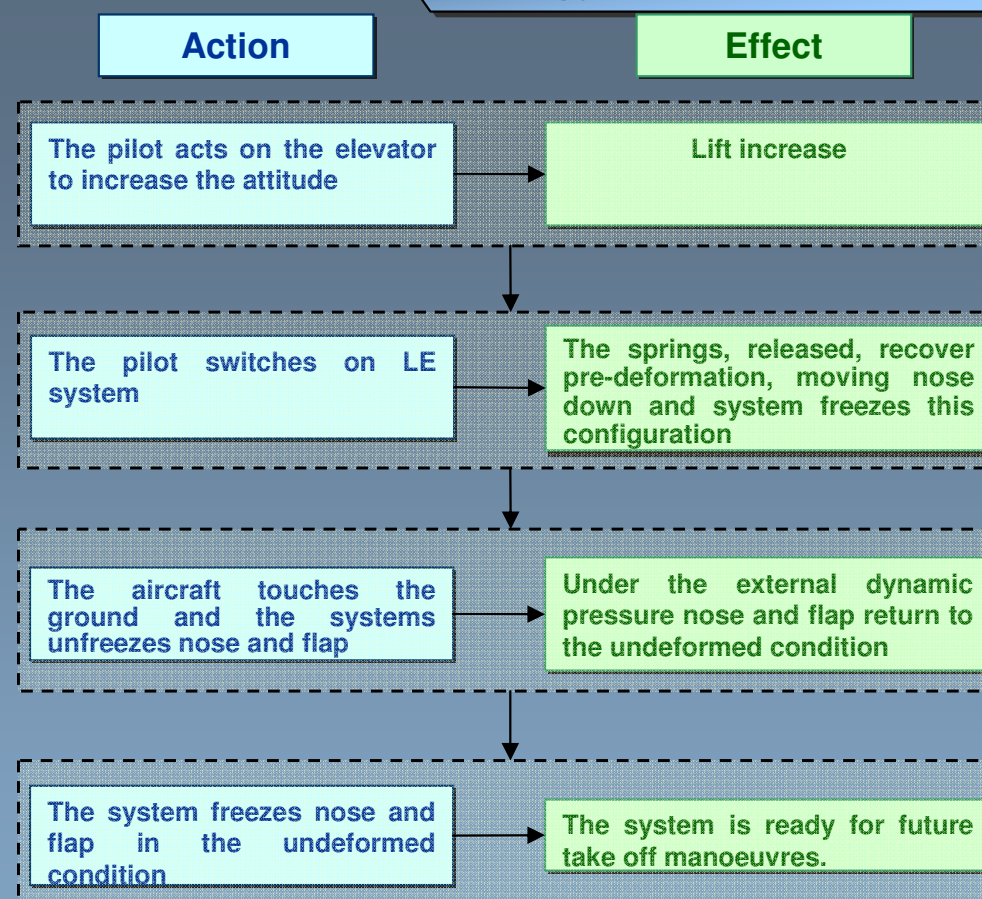 Action
Effect
The pilot acts on the elevator
to increase the attitude
Lift increase
The pilot switches on LE
system
The springs, released, recover
pre-deformation, moving nose
down and system freezes this
configuration
The aircraft touches the
ground and the systems
unfreezes nose and flap
Under the external dynamic
pressure nose and flap return to
the undeformed condition
The system freezes nose and
flap in the undeformed
condition
The system is ready for future
take off manoeuvres.